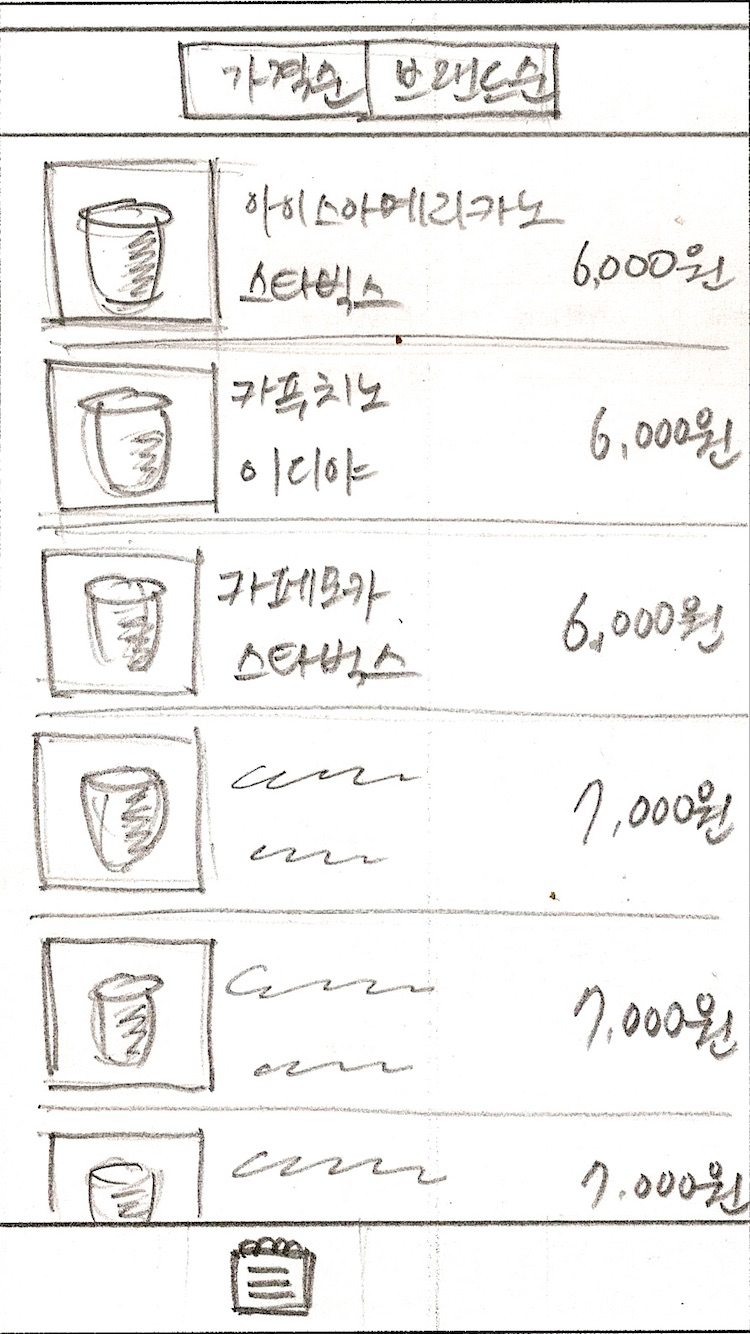 가격순 브랜드순
아이스아메리카노
스타벅스
6,000원
카푸치노
이디야
6,000원
카페모카
스타벅스
6,000원
7,000원
7,000원
7,000원